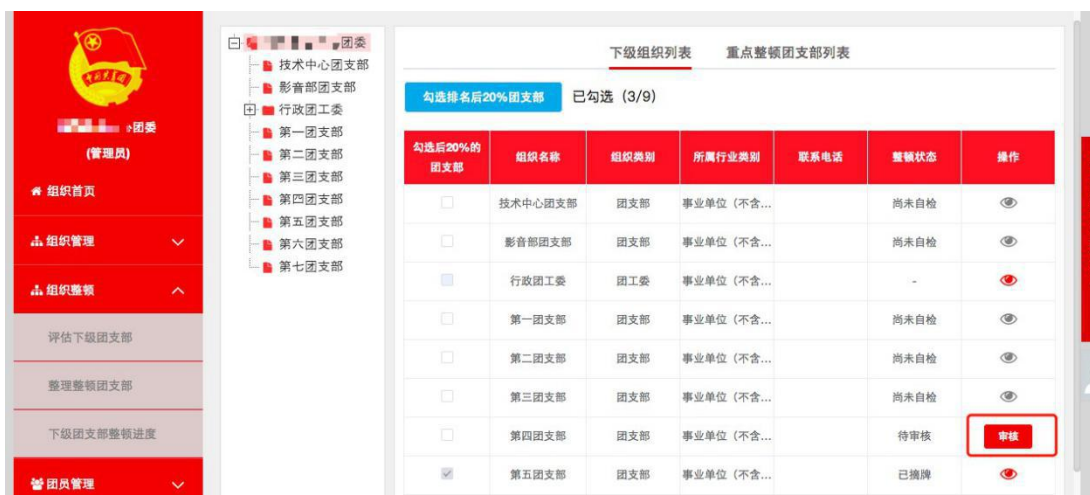 中国共青团
团委
(管理员)
组织首页
组织管理
组织整顿
评估下级团支部
整理整顿团支部
下级团支部整顿进度
团员管理
团委
技术中心团支部
影音部团支部
行政团工委
第一团支部
第二团支部
第三团支部
第四团支部
第五团支部
第六团支部
第七团支部
下级组织列表 重点整顿团支部列表
勾选排名后20%团支部 已勾选（3/9）
勾选后20%的团支部 组织名称 组织类别 所属行业类别 联系电话 整顿状态 操作
技术中心团支部 团支部 事业单位（不含... 尚未自检
影音部团支部 团支部 事业单位（不含... 尚未自检
行政团工委 团工委 事业单位（不含... -
第一团支部 团支部 事业单位（不含... 尚未自检
第二团支部 团支部 事业单位（不含... 尚未自检
第三团支部 团支部 事业单位（不含... 尚未自检
第四团支部 团支部 事业单位（不含... 待审核 审核
第五团支部 团支部 事业单位（不含... 已摘牌